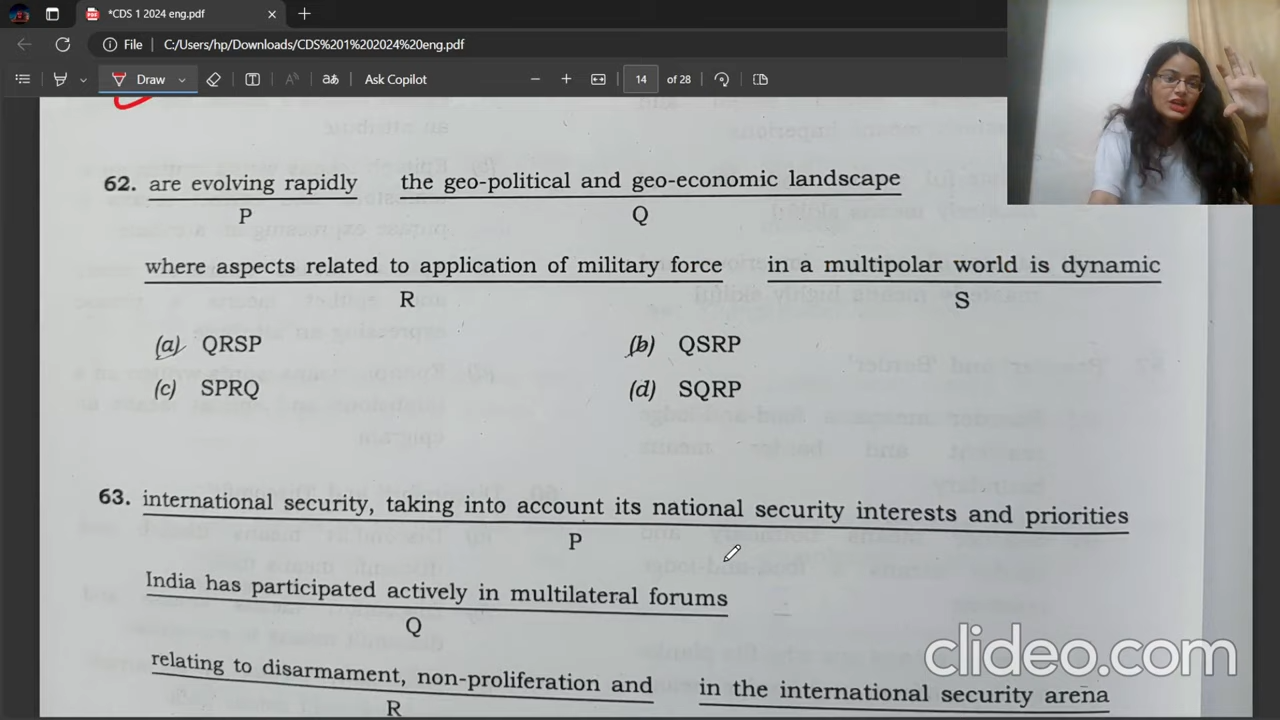 *CDS 1 2024 eng.pdf
File C:/Users/hp/Downloads/CDS%201%202024%20eng.pdf
Draw Ask Copilot 14 of 28
62. are evolving rapidly the geo-political and geo-economic landscape
P Q
where aspects related to application of military force in a multipolar world is dynamic
R S
(a) QRSP (b) QSRP
(c) SPRQ (d) SQRP
63. international security, taking into account its national security interests and priorities
P
India has participated actively in multilateral forums
Q
relating to disarmament, non-proliferation and in the international security arena
R
clideo.com